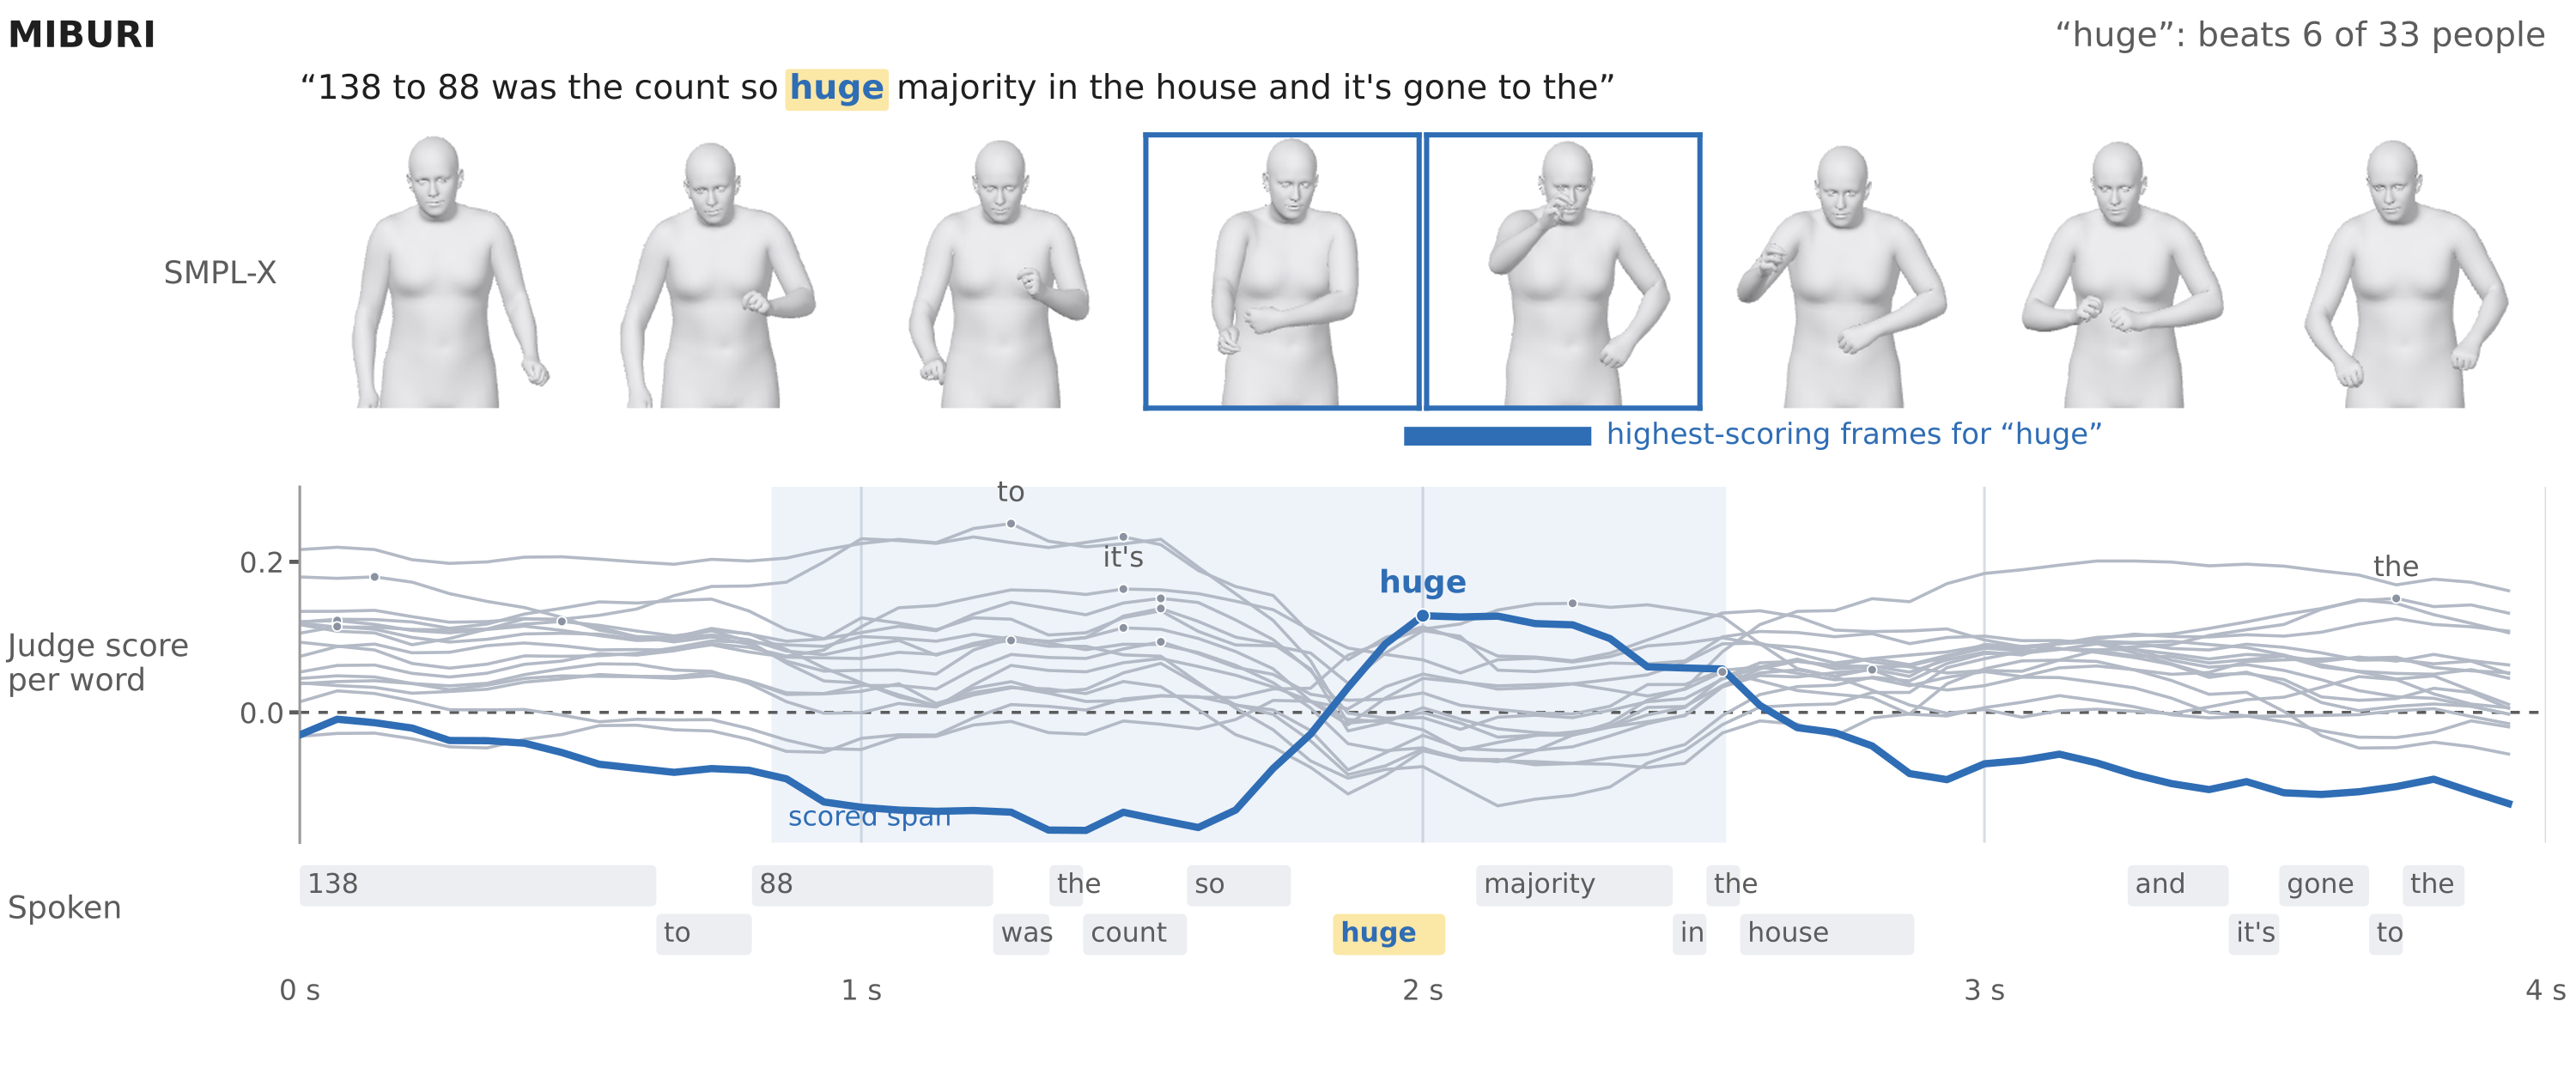 MIBURI
“huge”: beats 6 of 33 people
“138 to 88 was the count so huge majority in the house and it's gone to the”
SMPL-X
highest-scoring frames for “huge”
to
it's
huge
the
0.2
0.0
Judge score
per word
scored span
Spoken
138 88 the so majority the and gone the
to was count huge in house it's to
0 s 1 s 2 s 3 s 4 s